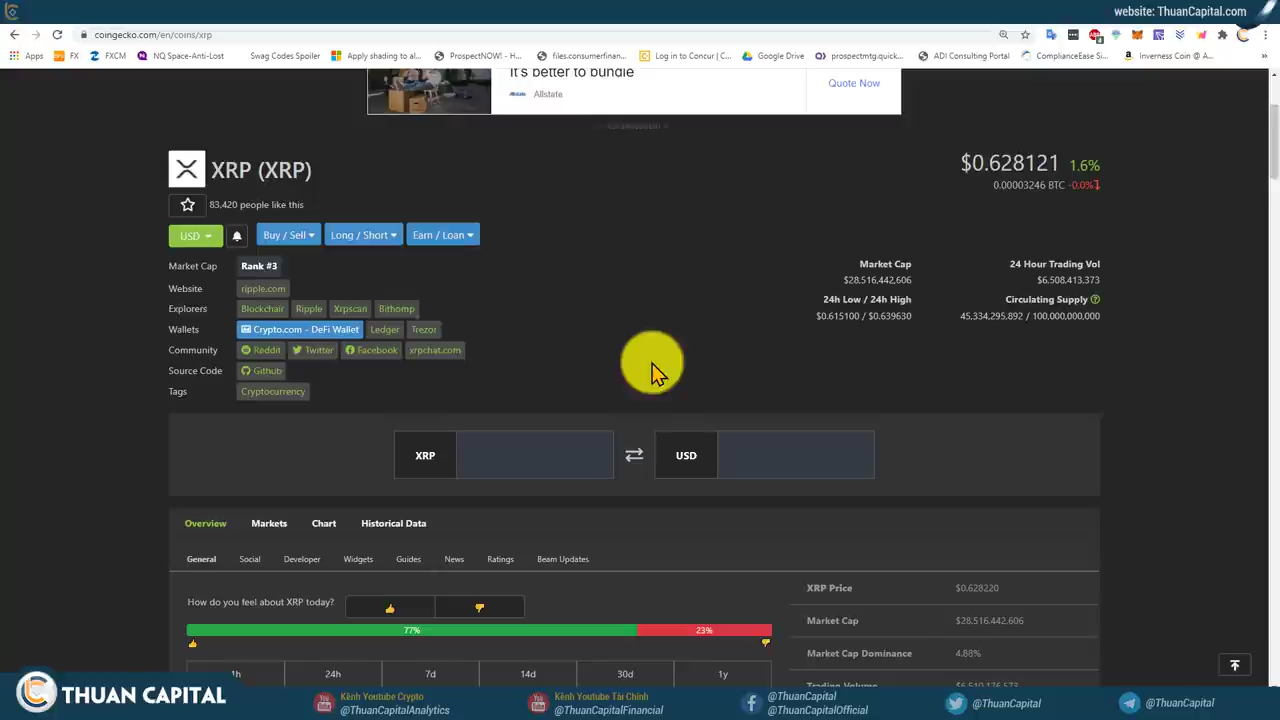 website: ThuanCapital.com
coingecko.com/en/coins/xrp
Apps FX FXCM NQ Space-Anti-Lost Swag Codes Spoiler Apply shading to al... ProspectNOW! - H... files.consumerfinan... Log in to Concur | C... Google Drive prospectmtg.quick... ADI Consulting Portal ComplianceEase Si... Inverness Coin @ A...
It's better to bundle
Allstate
Quote Now
XRP (XRP)
$0.628121 1.6%
0.00003246 BTC -0.0%
83,420 people like this
USD Buy / Sell Long / Short Earn / Loan
Market Cap Rank #3
Website ripple.com
Explorers Blockchair Ripple Xrpscan Bithomp
Wallets Crypto.com - DeFi Wallet Ledger Trezor
Community Reddit Twitter Facebook xrpchat.com
Source Code Github
Tags Cryptocurrency
Market Cap 24 Hour Trading Vol
$28,516,442,606 $6,508,413,373
24h Low / 24h High Circulating Supply
$0.615100 / $0.639630 45,334,295,892 / 100,000,000,000
XRP USD
Overview Markets Chart Historical Data
General Social Developer Widgets Guides News Ratings Beam Updates
How do you feel about XRP today?
77% 23%
1h 24h 7d 14d 30d 1y
XRP Price $0.628220
Market Cap $28,516,442,606
Market Cap Dominance 4.88%
THUAN CAPITAL
Kênh Youtube Crypto
@ThuanCapitalAnalytics
Kênh Youtube Tài Chính
@ThuanCapitalFinancial
@ThuanCapital
@ThuanCapitalOfficial
@ThuanCapital
@ThuanCapital